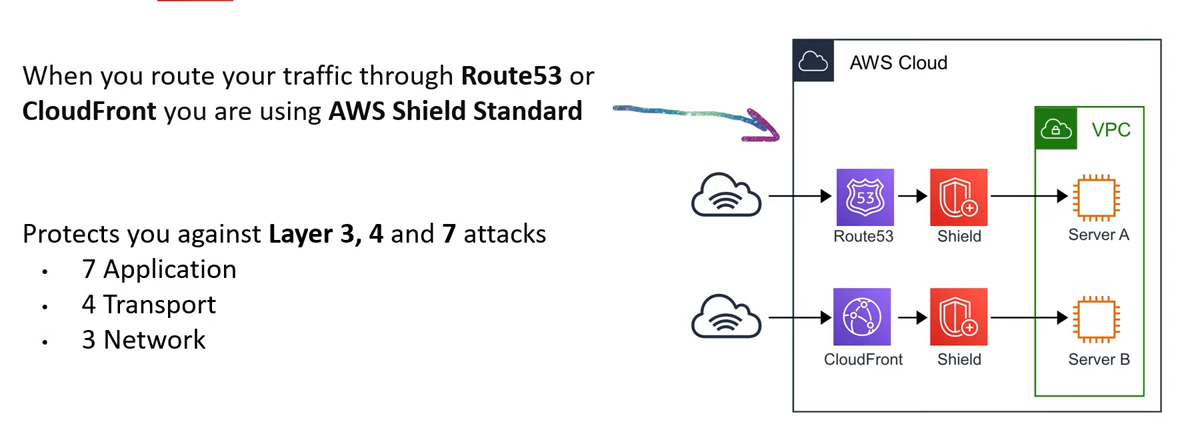 When you route your traffic through Route53 or
CloudFront you are using AWS Shield Standard
Protects you against Layer 3, 4 and 7 attacks
• 7 Application
• 4 Transport
• 3 Network
AWS Cloud
VPC
53
Route53
Shield
Server A
CloudFront
Shield
Server B